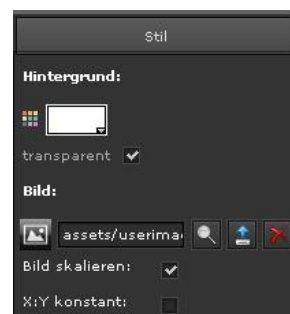 Stil
Hintergrund:
transparent
Bild:
assets/userima
Bild skalieren:
X:Y konstant: